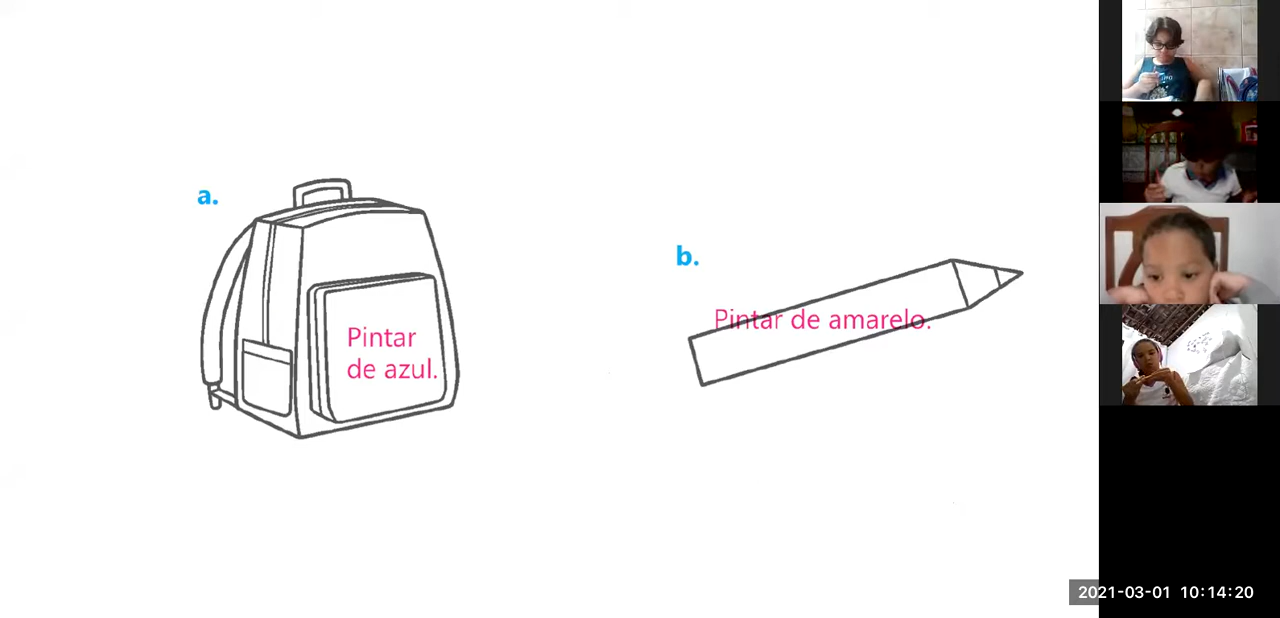 a.
Pintar
de azul.
b.
Pintar de amarelo.
2021-03-01 10:14:20